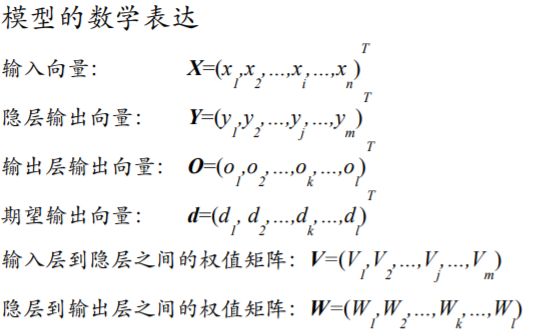 模型的数学表达
输入向量: X=(x₁,x₂,...,xᵢ,...,xₙ)ᵀ
隐层输出向量: Y=(y₁,y₂,...,yⱼ,...,yₘ)ᵀ
输出层输出向量: O=(o₁,o₂,...,oₖ,...,oₗ)ᵀ
期望输出向量: d=(d₁, d₂,...,dₖ,...,dₗ)ᵀ
输入层到隐层之间的权值矩阵: V=(V₁,V₂,...,Vⱼ,...,Vₘ)
隐层到输出层之间的权值矩阵: W=(W₁,W₂,...,Wₖ,...,Wₗ)